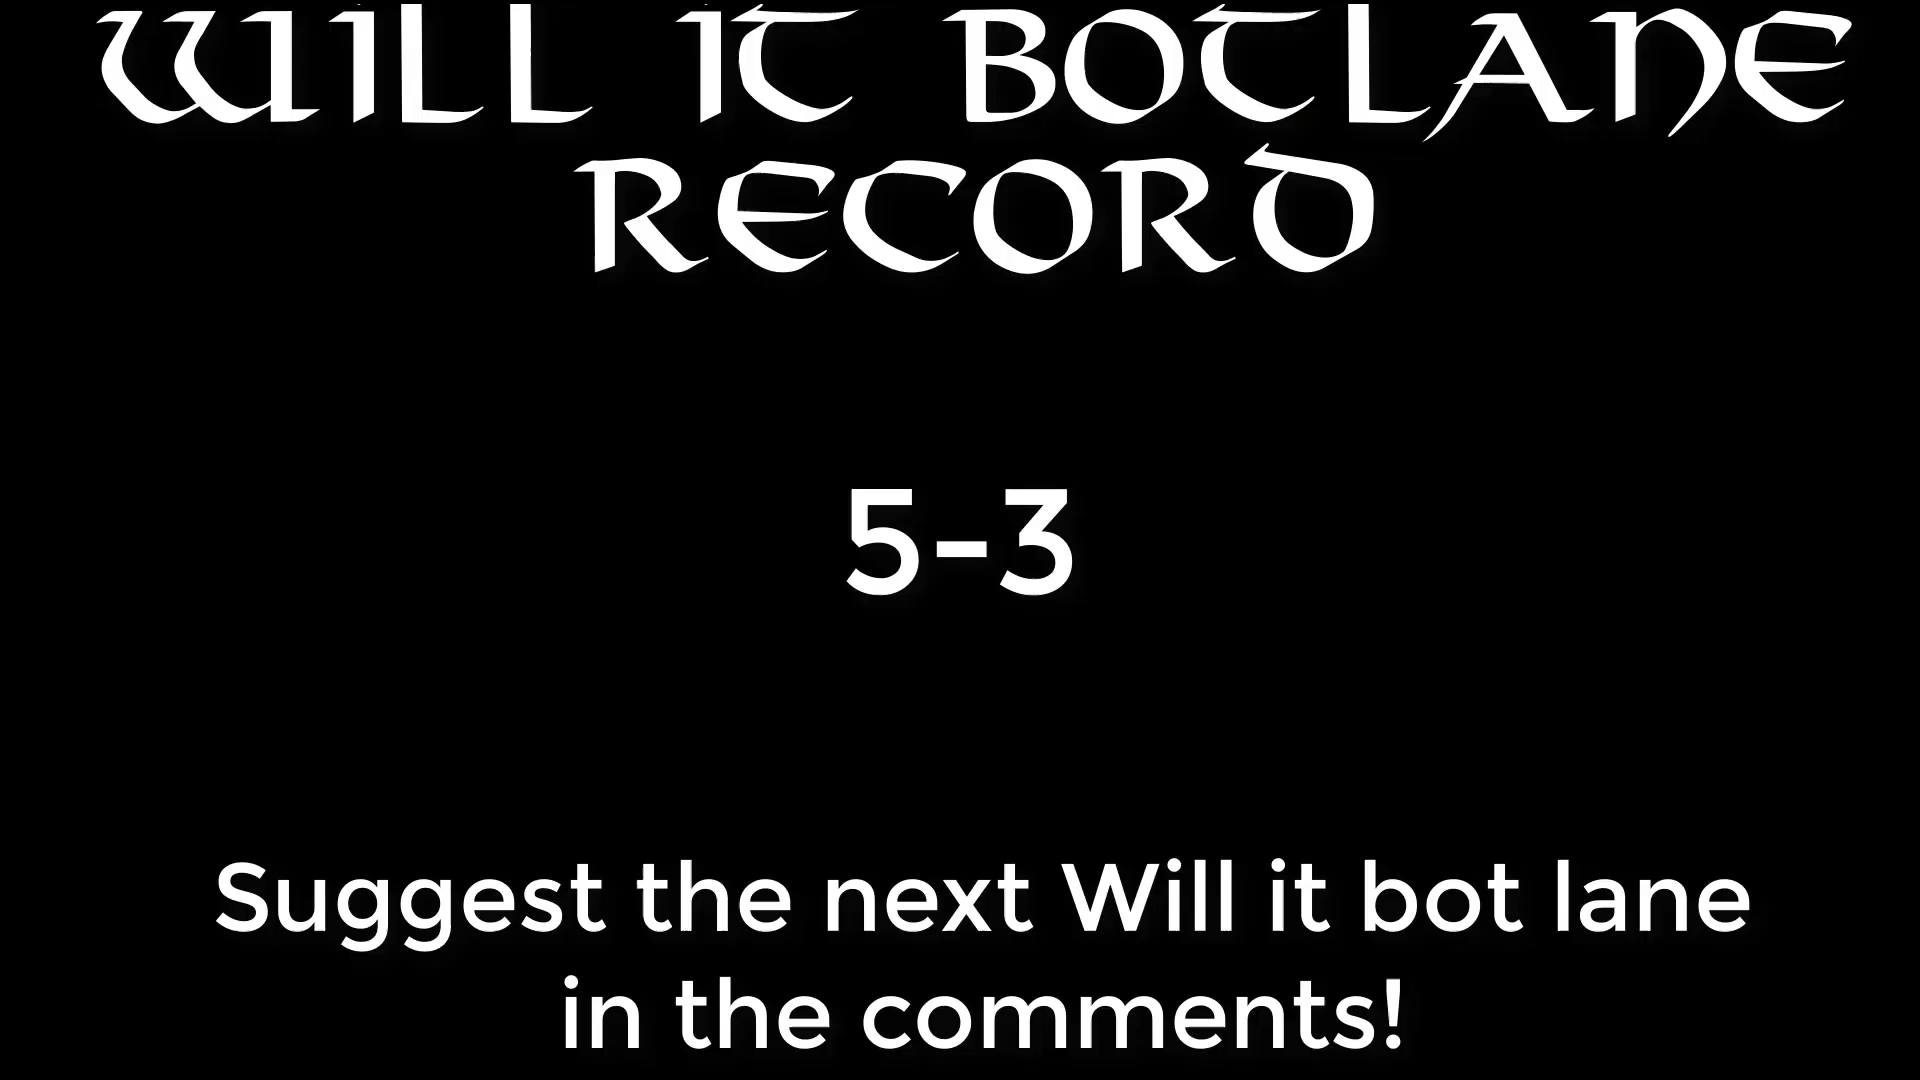 WILL IT BOTLANE
RECORD
5-3
Suggest the next Will it bot lane
in the comments!